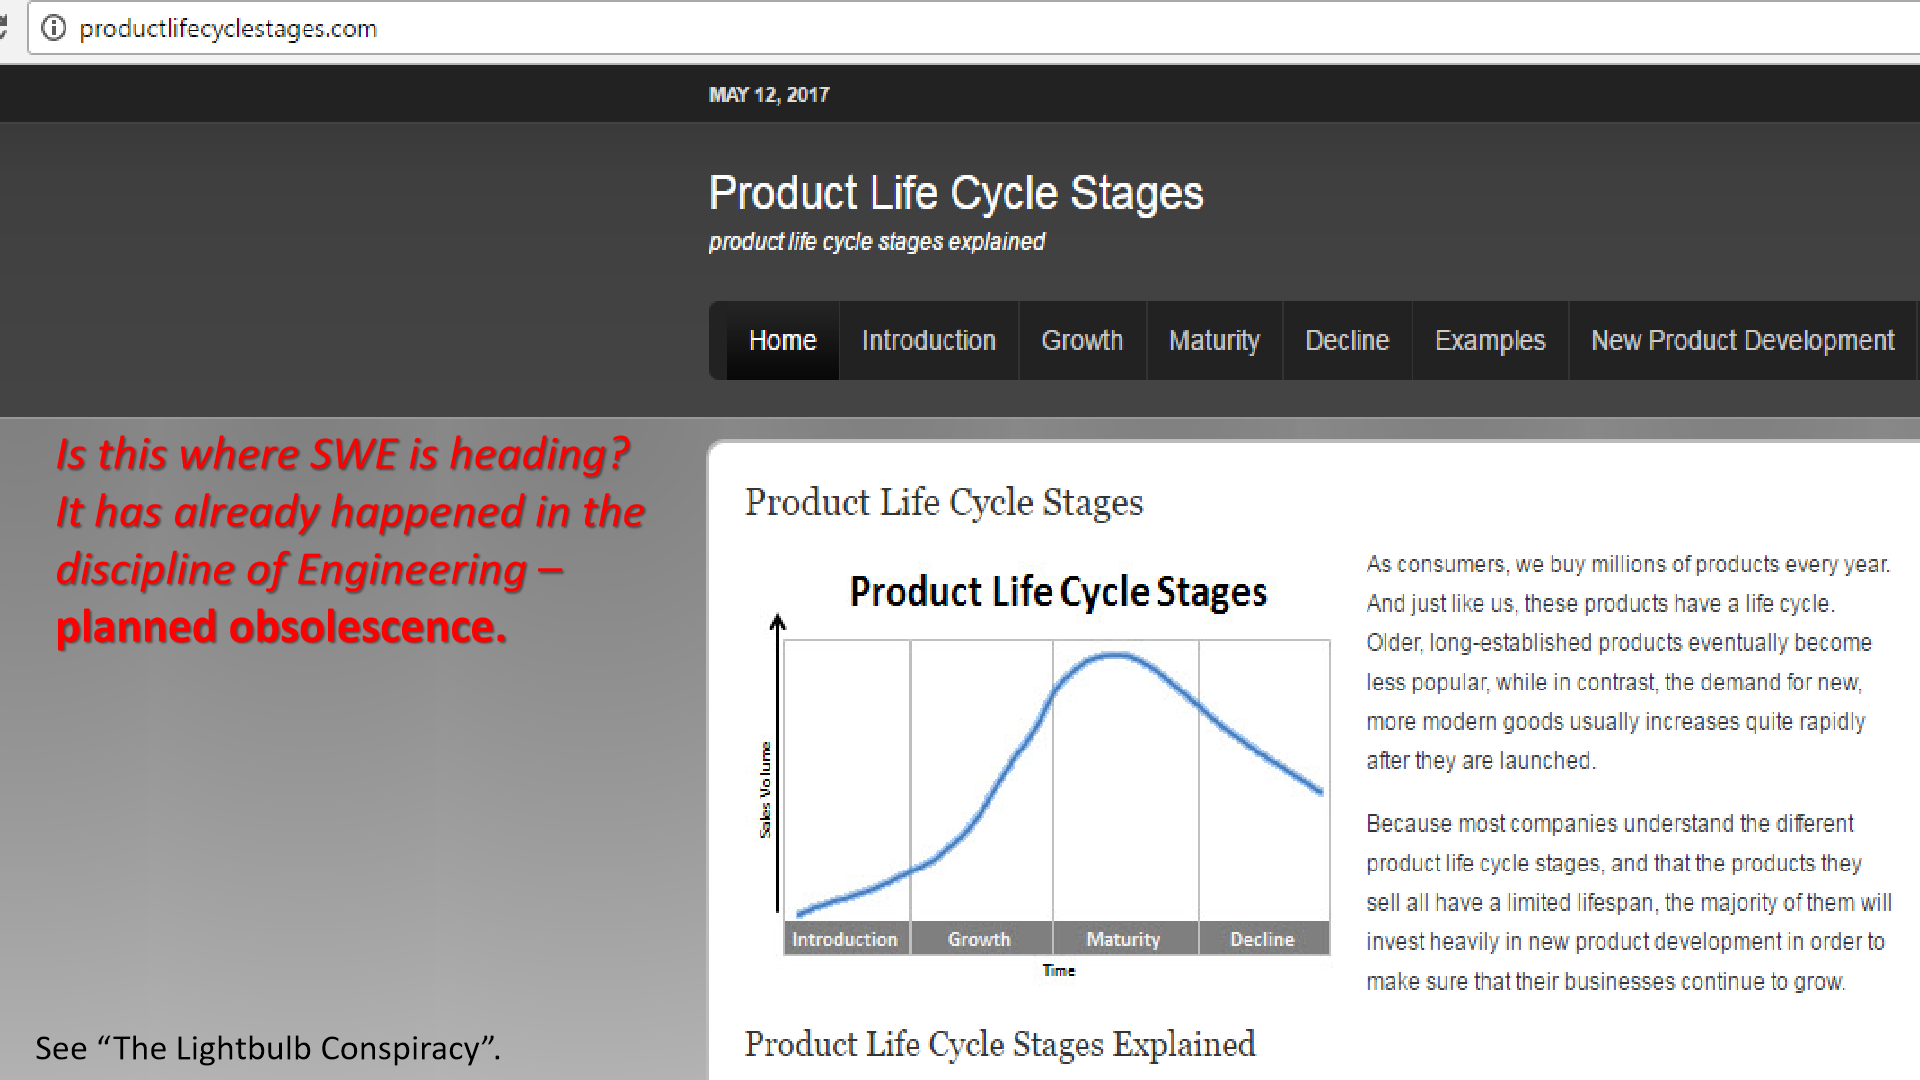 productlifecyclestages.com
MAY 12, 2017
Product Life Cycle Stages
product life cycle stages explained
Home Introduction Growth Maturity Decline Examples New Product Development
Is this where SWE is heading?
It has already happened in the
discipline of Engineering –
planned obsolescence.
See “The Lightbulb Conspiracy”.
Product Life Cycle Stages
Product Life Cycle Stages
Sales Volume
Introduction Growth Maturity Decline
Time
As consumers, we buy millions of products every year.
And just like us, these products have a life cycle.
Older, long-established products eventually become
less popular, while in contrast, the demand for new,
more modern goods usually increases quite rapidly
after they are launched.
Because most companies understand the different
product life cycle stages, and that the products they
sell all have a limited lifespan, the majority of them will
invest heavily in new product development in order to
make sure that their businesses continue to grow.
Product Life Cycle Stages Explained